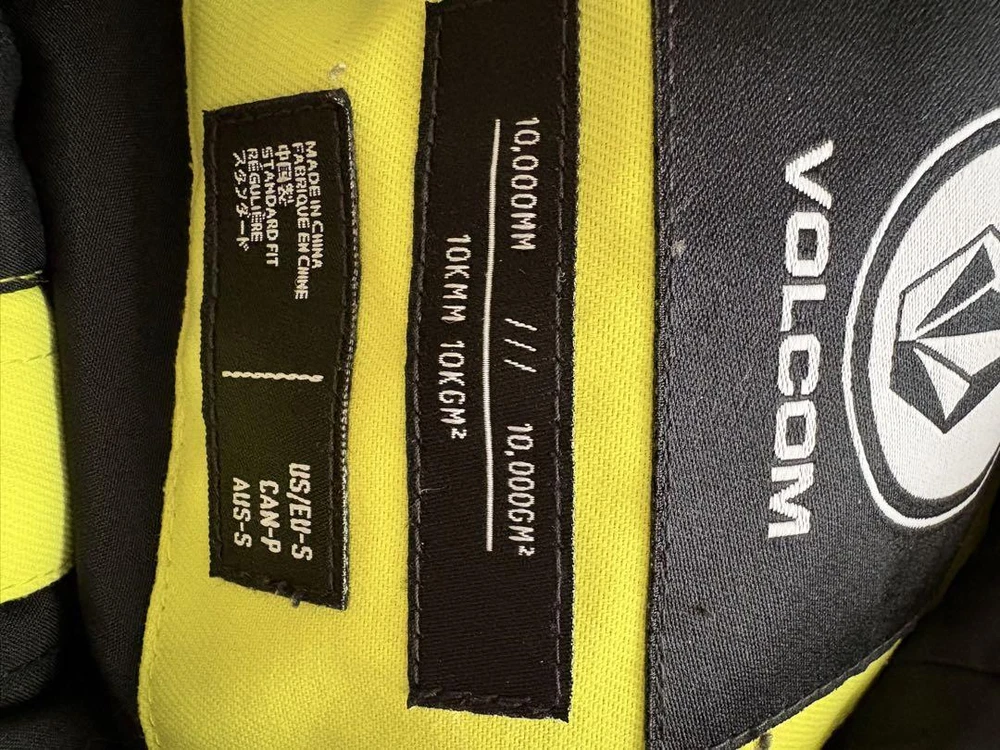 VOLCOM
10,000MM /// 10,000GM²
10KMM 10KGM²
MADE IN CHINA
FABRIQUE EN CHINE
中国製
STANDARD FIT
RÉGULIÈRE
スタンダード
US/EU-S
CAN-P
AUS-S